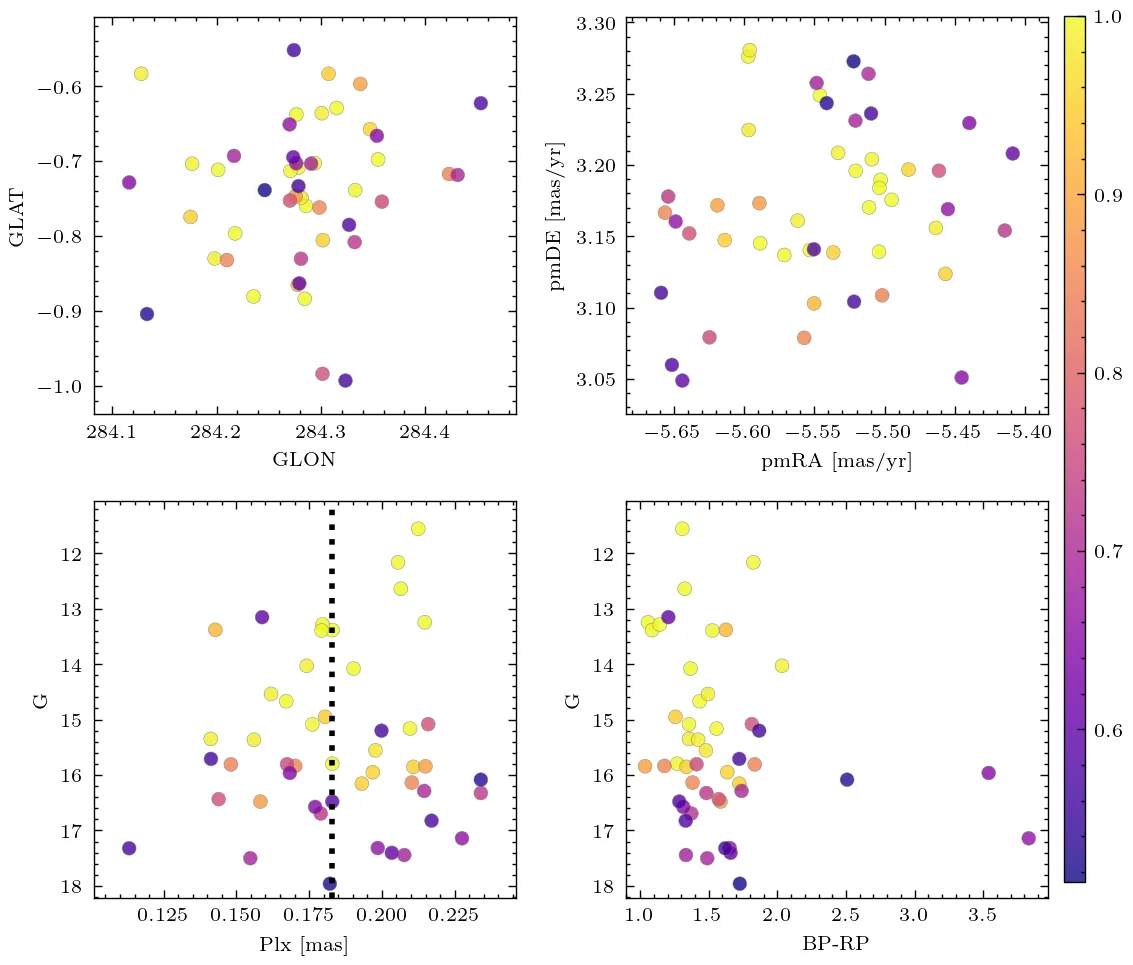 GLAT
−0.6
−0.7
−0.8
−0.9
−1.0
284.1 284.2 284.3 284.4
GLON
pmDE [mas/yr]
3.30
3.25
3.20
3.15
3.10
3.05
−5.65 −5.60 −5.55 −5.50 −5.45 −5.40
pmRA [mas/yr]
1.0
0.9
0.8
0.7
0.6
G
12
13
14
15
16
17
18
0.125 0.150 0.175 0.200 0.225
Plx [mas]
G
12
13
14
15
16
17
18
1.0 1.5 2.0 2.5 3.0 3.5
BP-RP